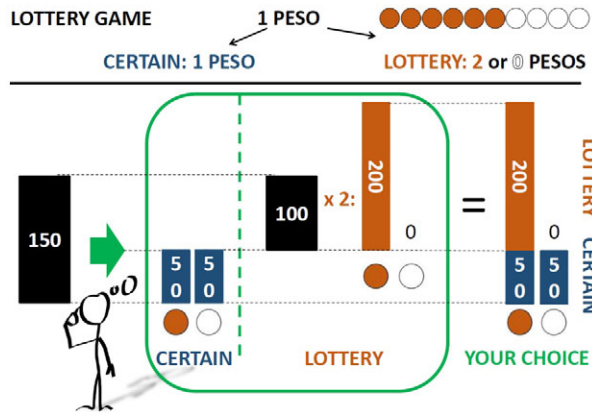 LOTTERY GAME
1 PESO
CERTAIN: 1 PESO
LOTTERY: 2 or 0 PESOS
150
50
50
100
x 2:
200
0
=
200
0
50
50
LOTTERY
CERTAIN
CERTAIN
LOTTERY
YOUR CHOICE